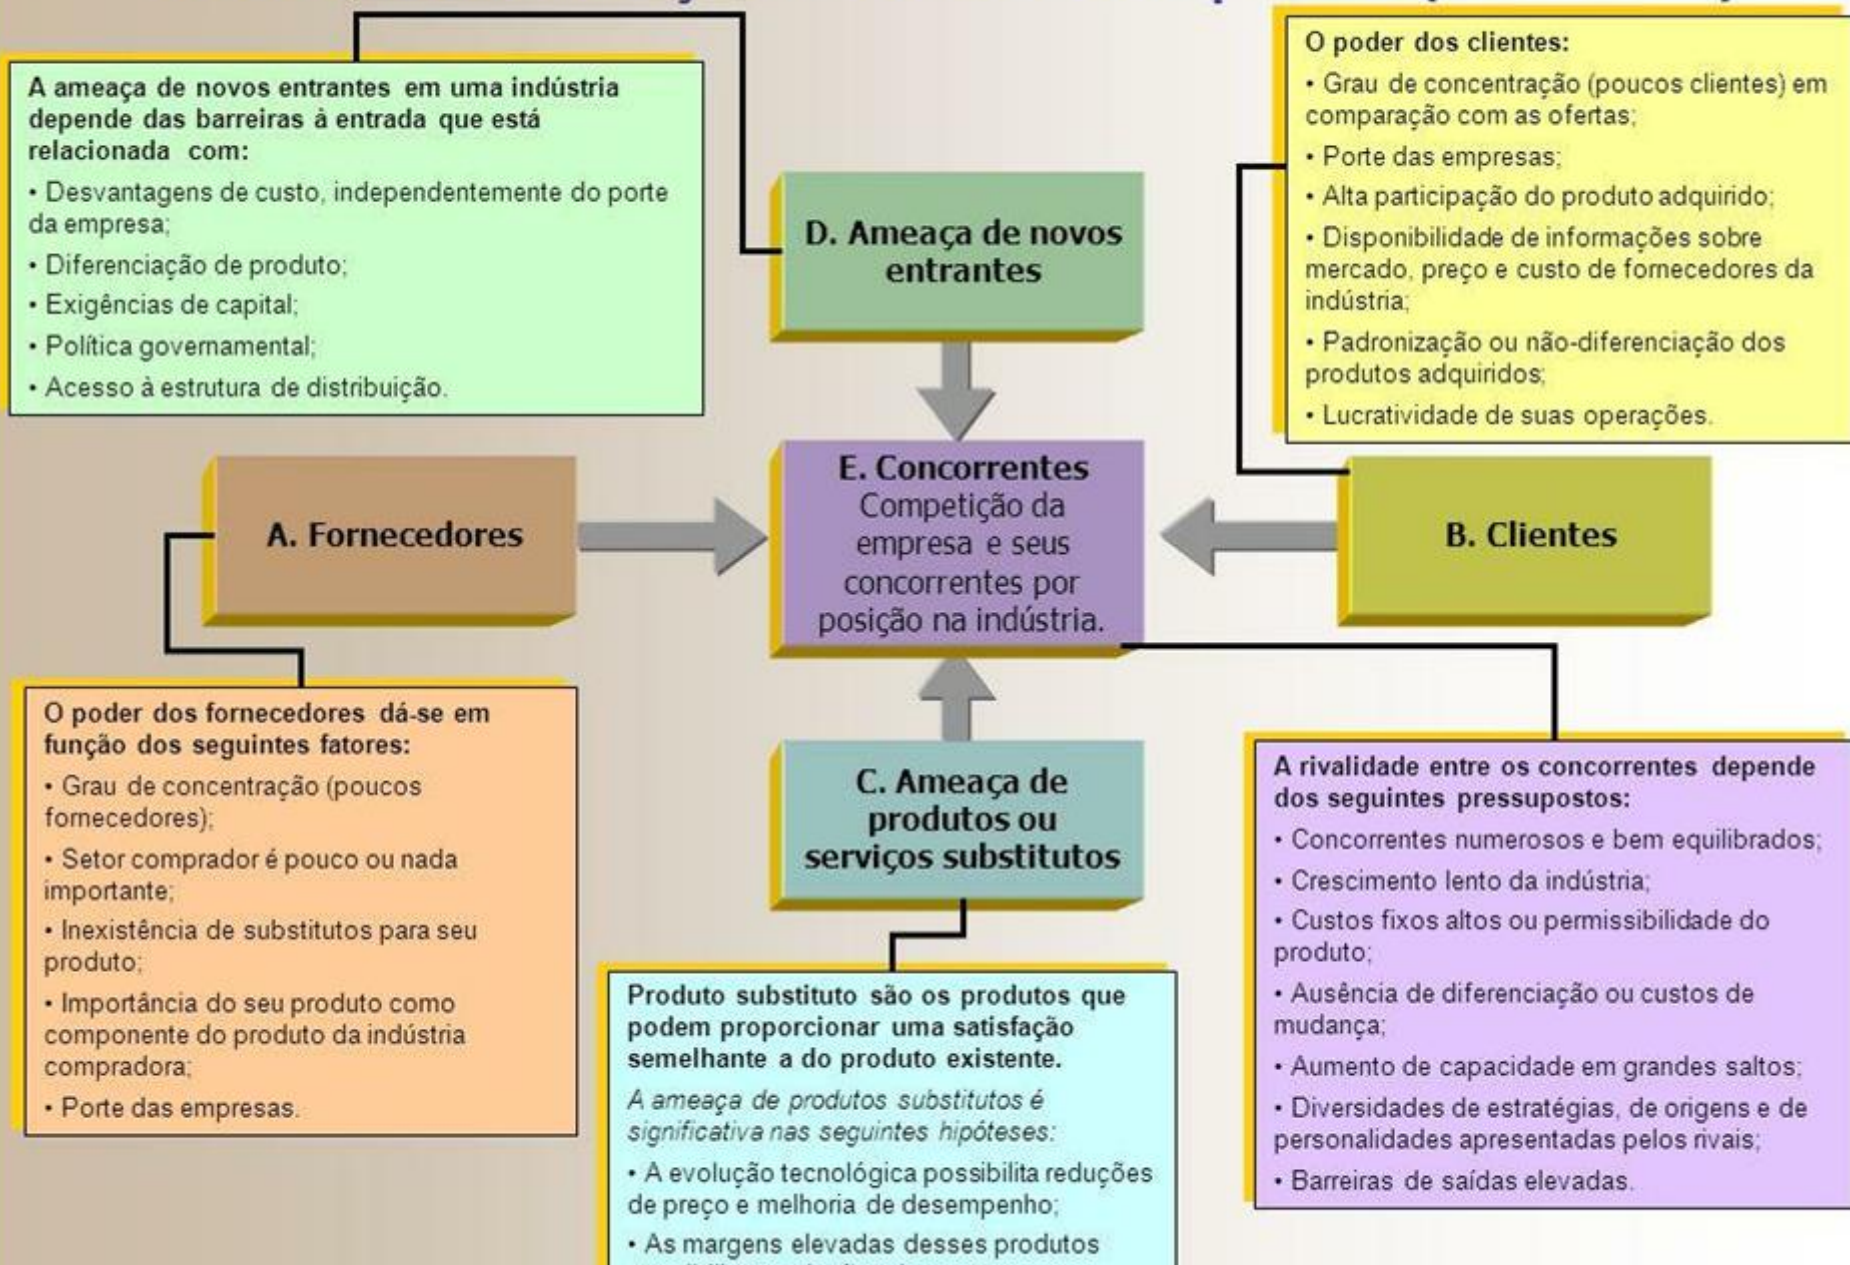 A ameaça de novos entrantes em uma indústria
depende das barreiras à entrada que está
relacionada com:
• Desvantagens de custo, independentemente do porte
da empresa;
• Diferenciação de produto;
• Exigências de capital;
• Política governamental;
• Acesso à estrutura de distribuição.
D. Ameaça de novos
entrantes
O poder dos clientes:
• Grau de concentração (poucos clientes) em
comparação com as ofertas;
• Porte das empresas;
• Alta participação do produto adquirido;
• Disponibilidade de informações sobre
mercado, preço e custo de fornecedores da
indústria;
• Padronização ou não-diferenciação dos
produtos adquiridos;
• Lucratividade de suas operações.
A. Fornecedores
E. Concorrentes
Competição da
empresa e seus
concorrentes por
posição na indústria.
B. Clientes
O poder dos fornecedores dá-se em
função dos seguintes fatores:
• Grau de concentração (poucos
fornecedores);
• Setor comprador é pouco ou nada
importante;
• Inexistência de substitutos para seu
produto;
• Importância do seu produto como
componente do produto da indústria
compradora;
• Porte das empresas.
C. Ameaça de
produtos ou
serviços substitutos
Produto substituto são os produtos que
podem proporcionar uma satisfação
semelhante a do produto existente.
A ameaça de produtos substitutos é
significativa nas seguintes hipóteses:
• A evolução tecnológica possibilita reduções
de preço e melhoria de desempenho;
• As margens elevadas desses produtos
A rivalidade entre os concorrentes depende
dos seguintes pressupostos:
• Concorrentes numerosos e bem equilibrados;
• Crescimento lento da indústria;
• Custos fixos altos ou permissibilidade do
produto;
• Ausência de diferenciação ou custos de
mudança;
• Aumento de capacidade em grandes saltos;
• Diversidades de estratégias, de origens e de
personalidades apresentadas pelos rivais;
• Barreiras de saídas elevadas.